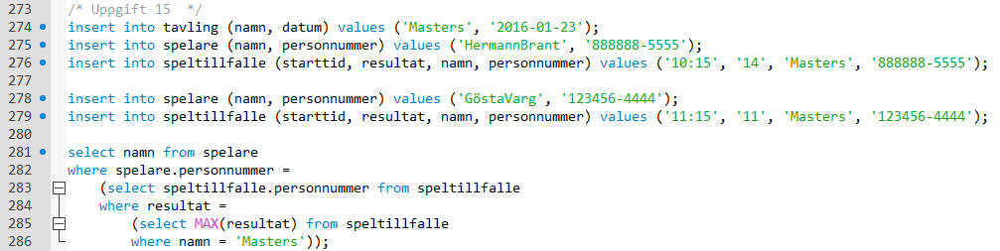 273 /* Uppgift 15  */
274 insert into tavling (namn, datum) values ('Masters', '2016-01-23');
275 insert into spelare (namn, personnummer) values ('HermannBrant', '888888-5555');
276 insert into speltillfalle (starttid, resultat, namn, personnummer) values ('10:15', '14', 'Masters', '888888-5555');
277
278 insert into spelare (namn, personnummer) values ('GöstaVarg', '123456-4444');
279 insert into speltillfalle (starttid, resultat, namn, personnummer) values ('11:15', '11', 'Masters', '123456-4444');
280
281 select namn from spelare
282 where spelare.personnummer =
283     (select speltillfalle.personnummer from speltillfalle
284     where resultat =
285         (select MAX(resultat) from speltillfalle
286         where namn = 'Masters'));